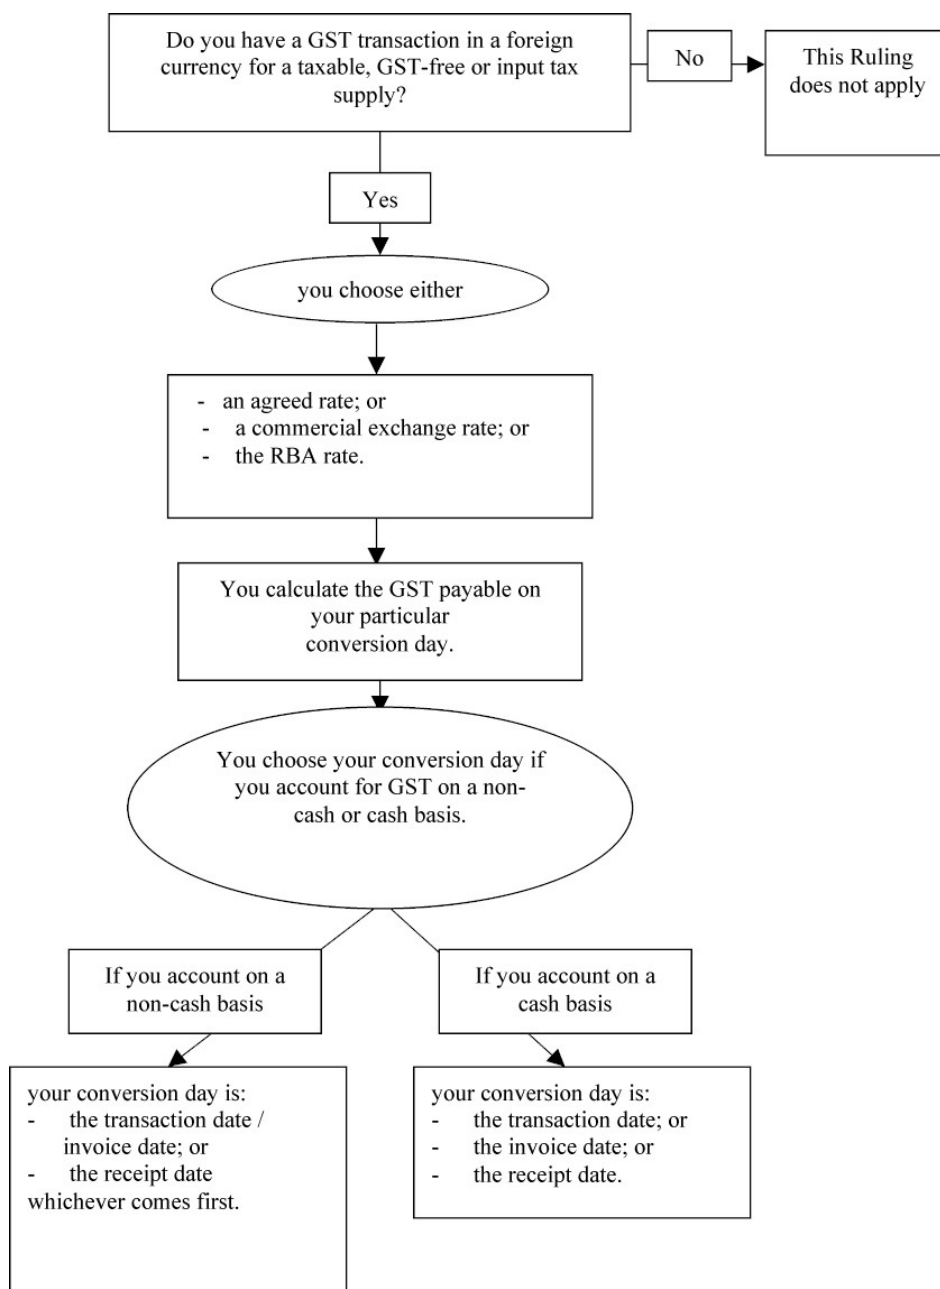 Do you have a GST transaction in a foreign
currency for a taxable, GST-free or input tax
supply?
No
This Ruling
does not apply
Yes
you choose either
- an agreed rate; or
- a commercial exchange rate; or
- the RBA rate.
You calculate the GST payable on
your particular
conversion day.
You choose your conversion day if
you account for GST on a non-
cash or cash basis.
If you account on a
non-cash basis
If you account on a
cash basis
your conversion day is:
- the transaction date /
invoice date; or
- the receipt date
whichever comes first.
your conversion day is:
- the transaction date; or
- the invoice date; or
- the receipt date.